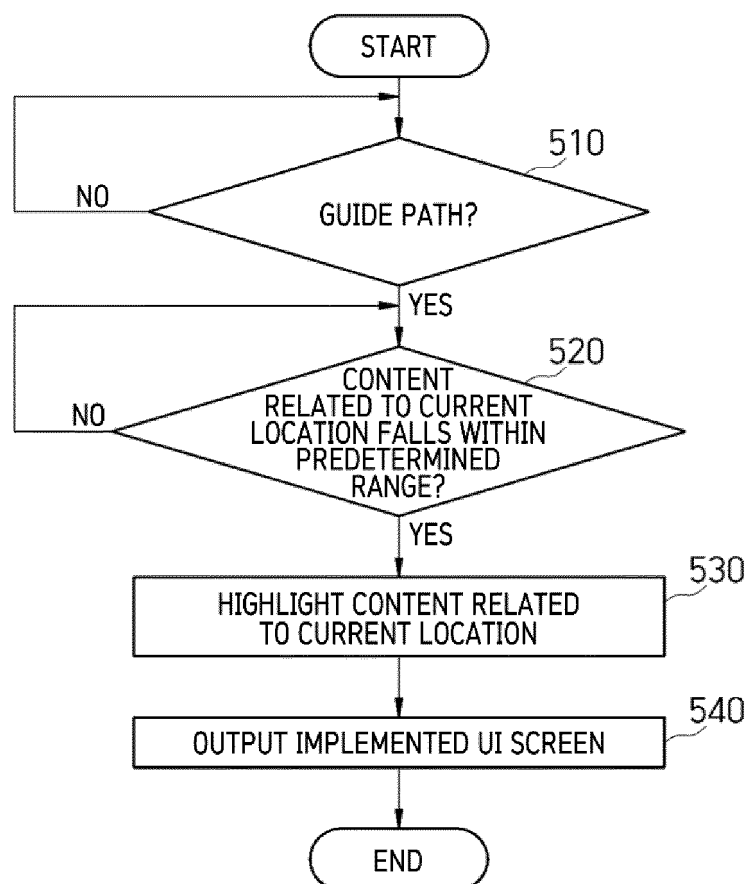 START
510
GUIDE PATH?
NO
YES
520
CONTENT
RELATED TO CURRENT
LOCATION FALLS WITHIN
PREDETERMINED
RANGE?
NO
YES
530
HIGHLIGHT CONTENT RELATED
TO CURRENT LOCATION
540
OUTPUT IMPLEMENTED UI SCREEN
END